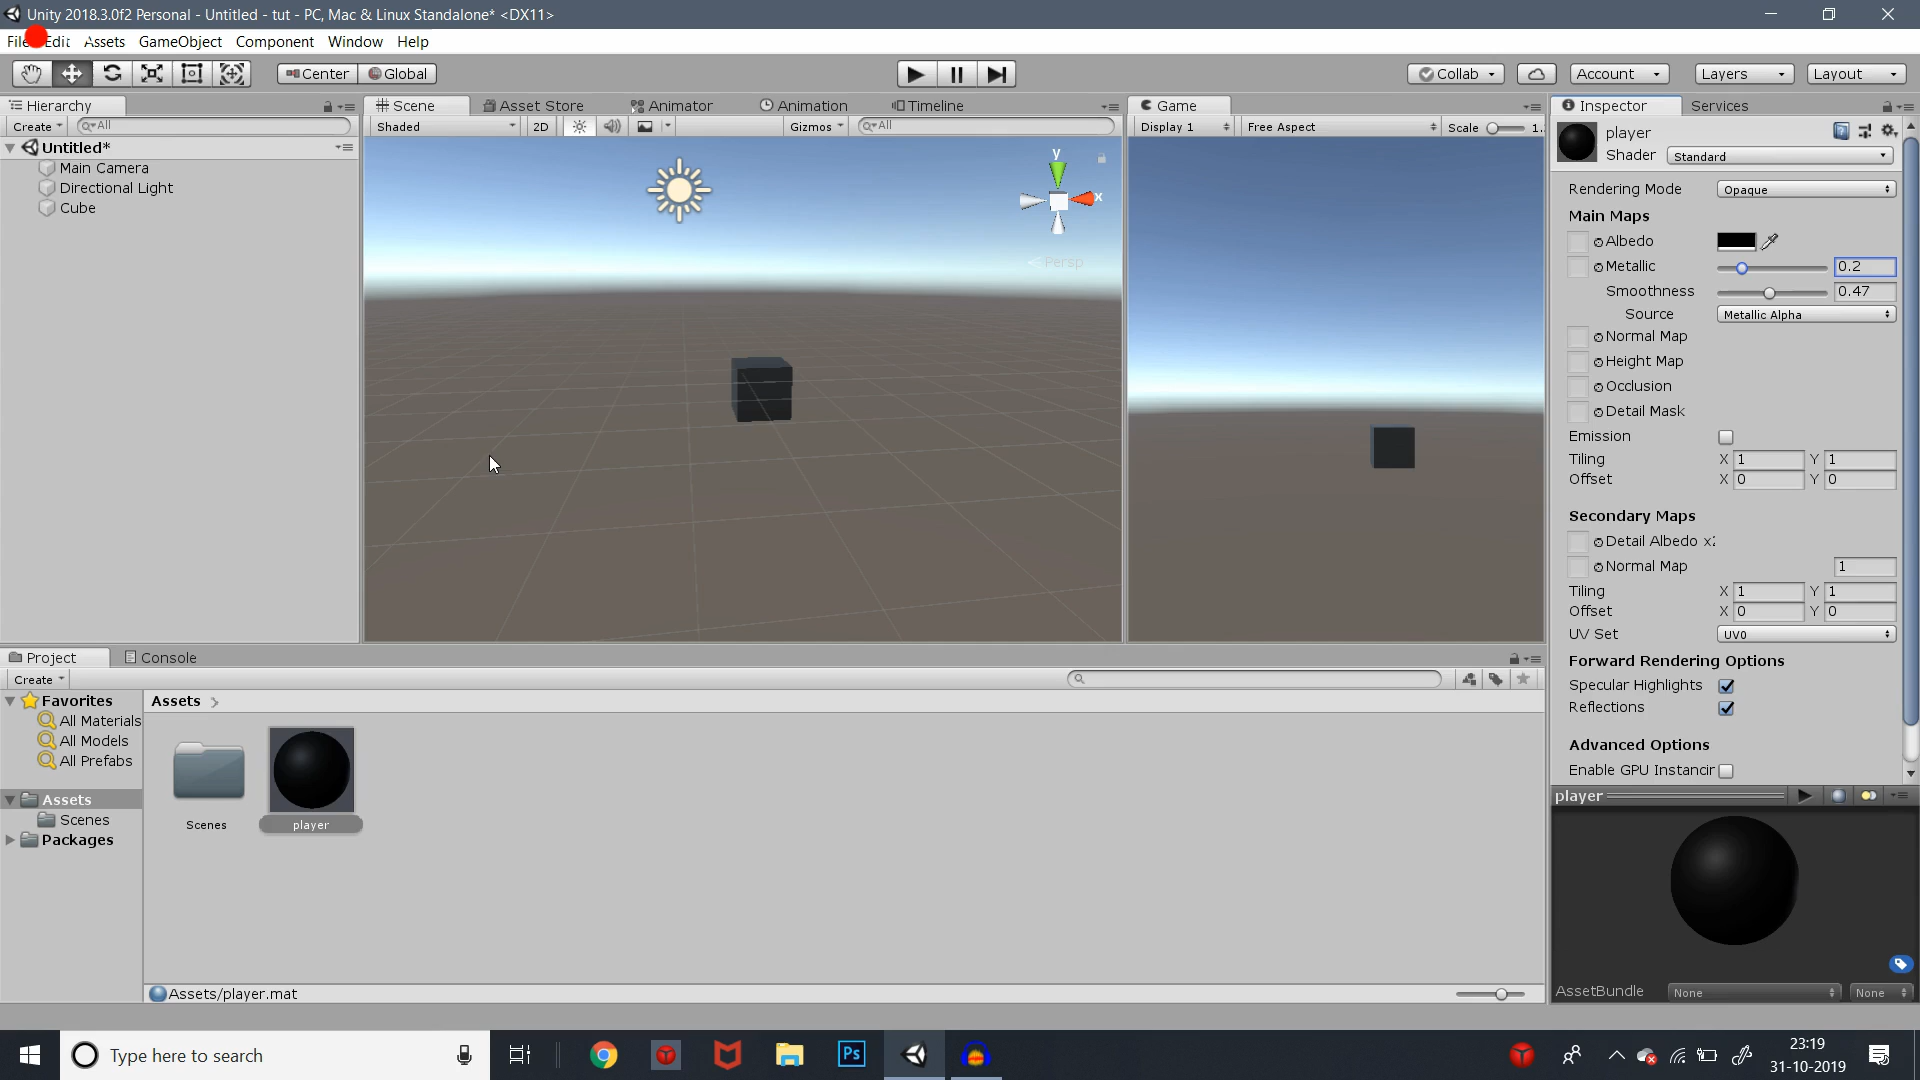 Unity 2018.3.0f2 Personal - Untitled - tut - PC, Mac & Linux Standalone* <DX11>
File Edit Assets GameObject Component Window Help
Center Global Collab Account Layers Layout
Hierarchy Scene Asset Store Animator Animation Timeline Game Inspector Services
Create All Shaded 2D Gizmos All Display 1 Free Aspect Scale 1.
Untitled*
Main Camera
Directional Light
Cube
y
x
Persp
player
Shader Standard
Rendering Mode Opaque
Main Maps
Albedo
Metallic 0.2
Smoothness 0.47
Source Metallic Alpha
Normal Map
Height Map
Occlusion
Detail Mask
Emission
Tiling X 1 Y 1
Offset X 0 Y 0
Secondary Maps
Detail Albedo x2
Normal Map 1
Tiling X 1 Y 1
Offset X 0 Y 0
UV Set UV0
Forward Rendering Options
Specular Highlights
Reflections
Advanced Options
Enable GPU Instancin
player
AssetBundle None None
Project Console
Create
Favorites
All Materials
All Models
All Prefabs
Assets
Scenes
Packages
Assets
Scenes player
Assets/player.mat
Type here to search
Ps
23:19
31-10-2019